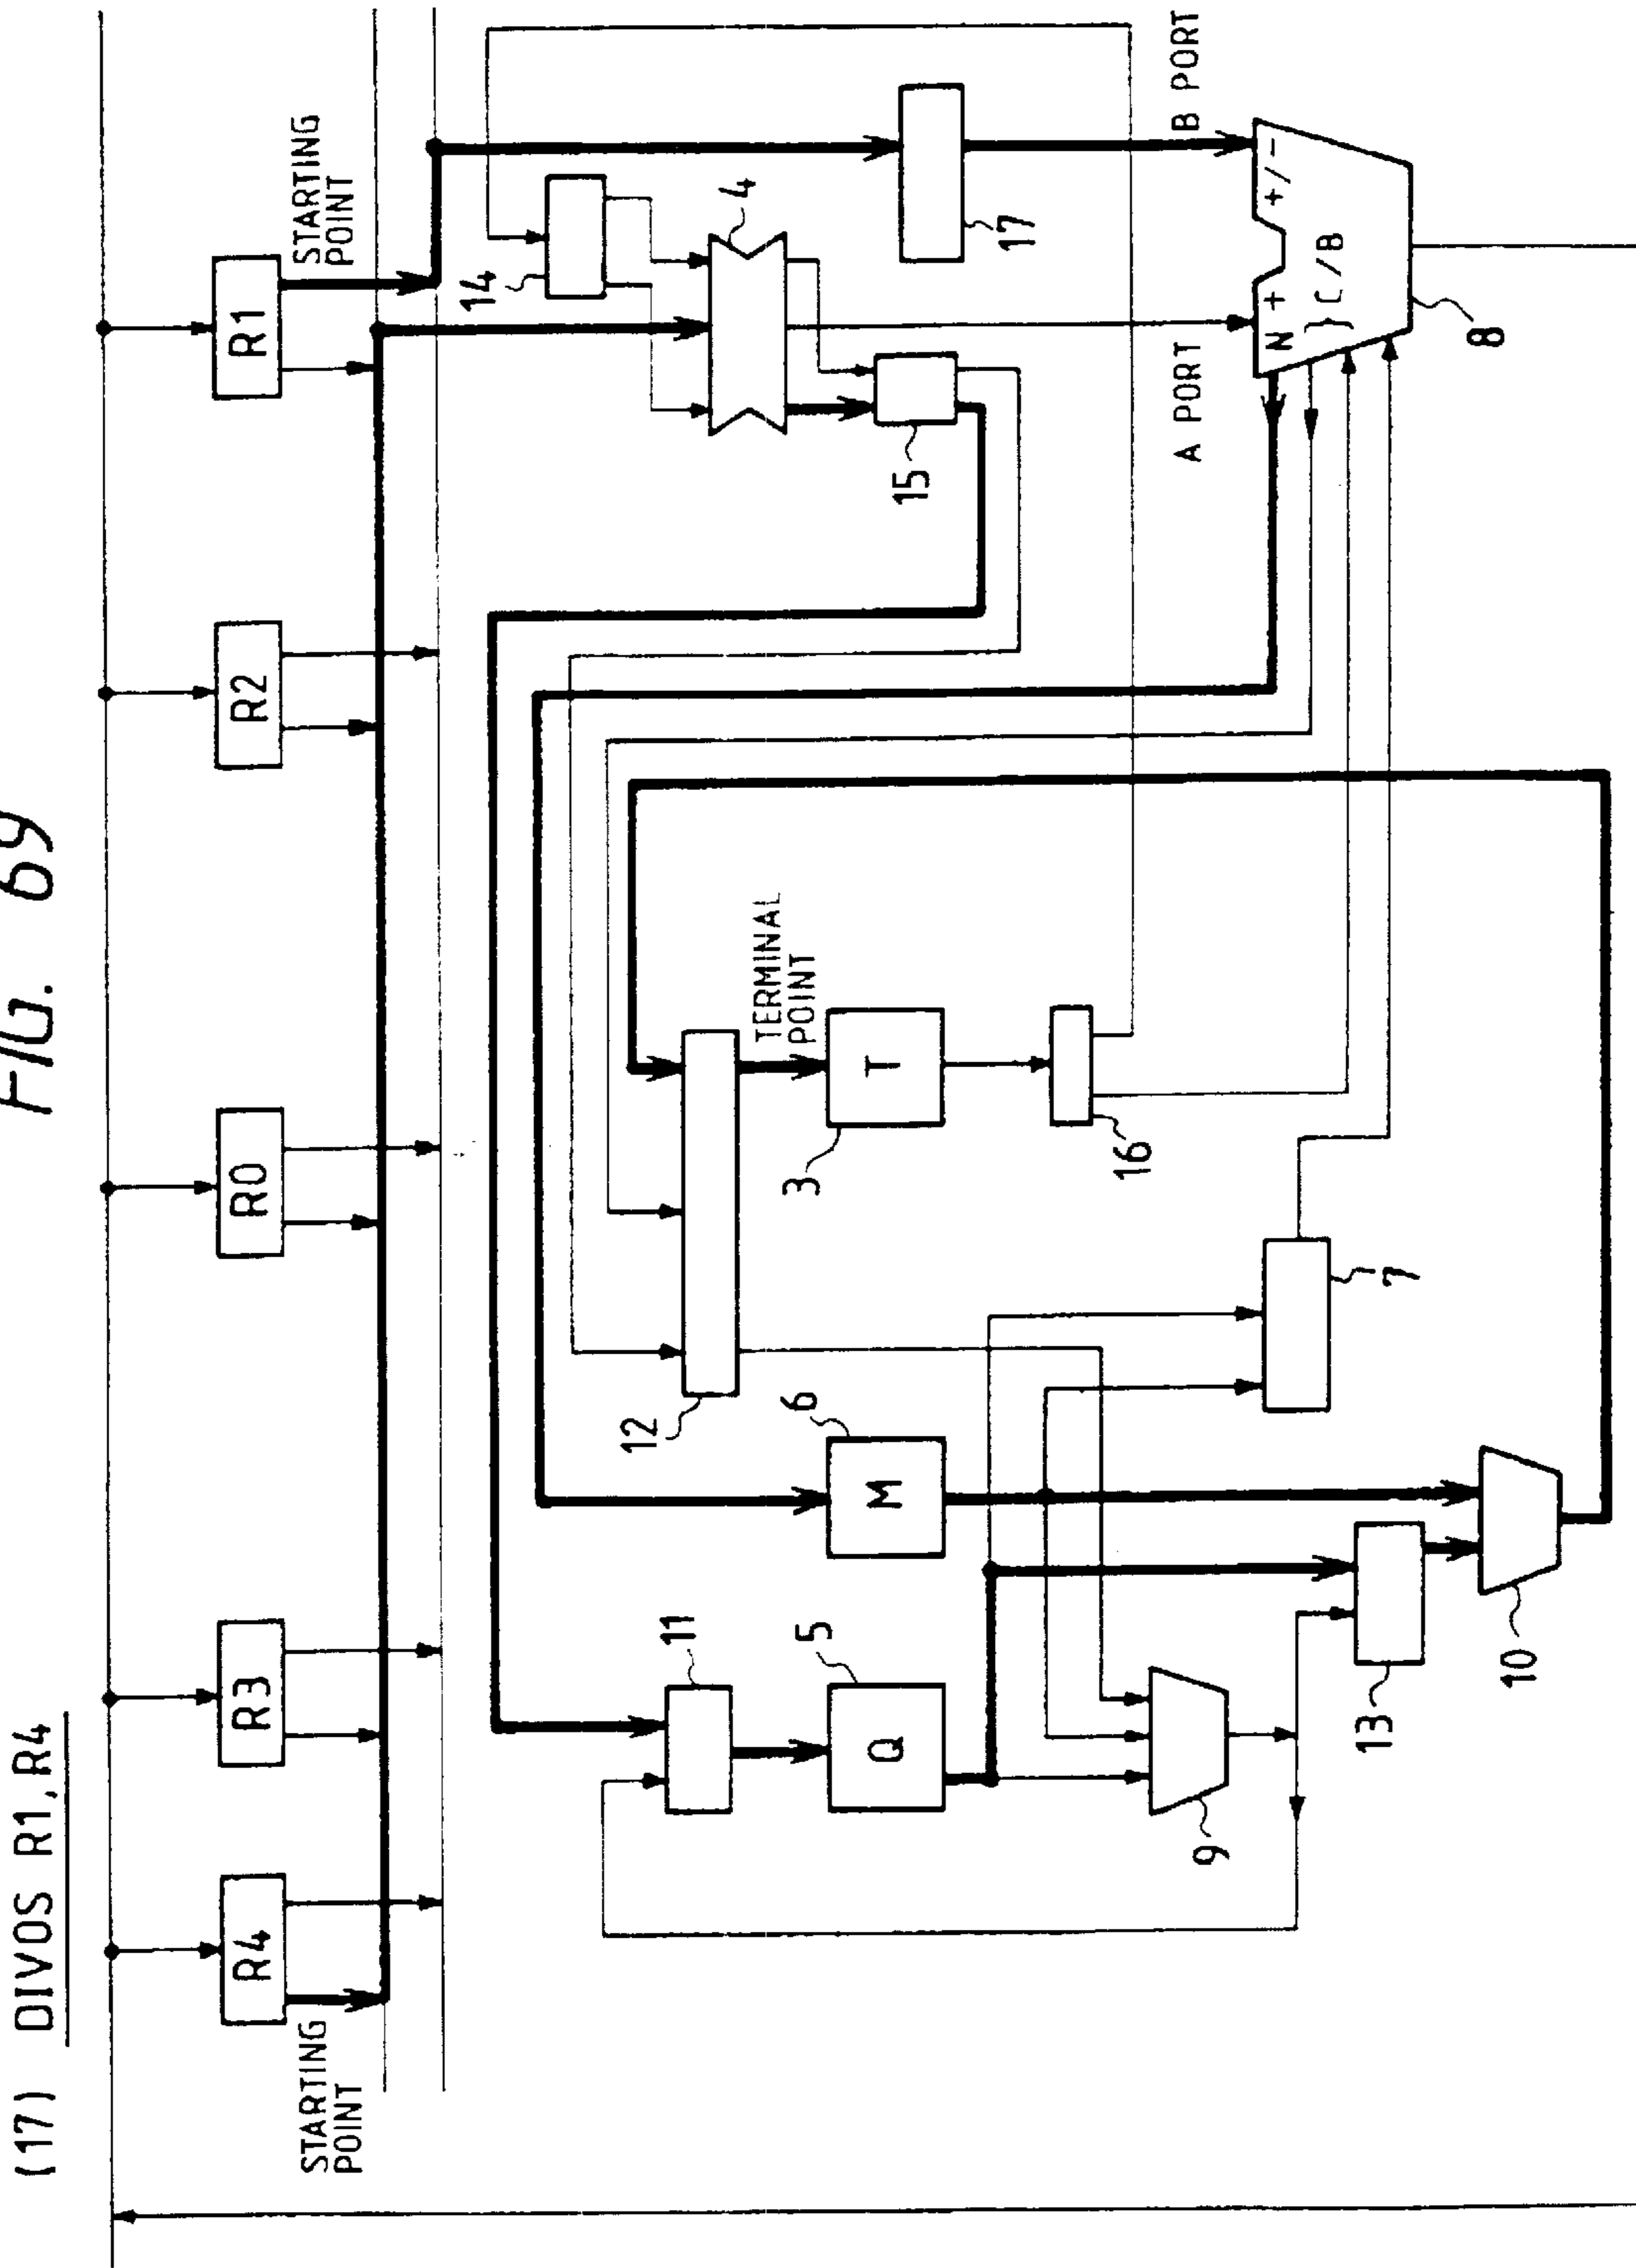 FIG. 69
(17) DIVOS R1, R4
R4
R3
R0
R2
R1
STARTING
POINT
STARTING
POINT
14
4
11
12
TERMINAL
POINT
15
17
5
Q
6
M
3
T
A PORT
B PORT
9
16
N
+
+/-
} C/B
7
13
10
8